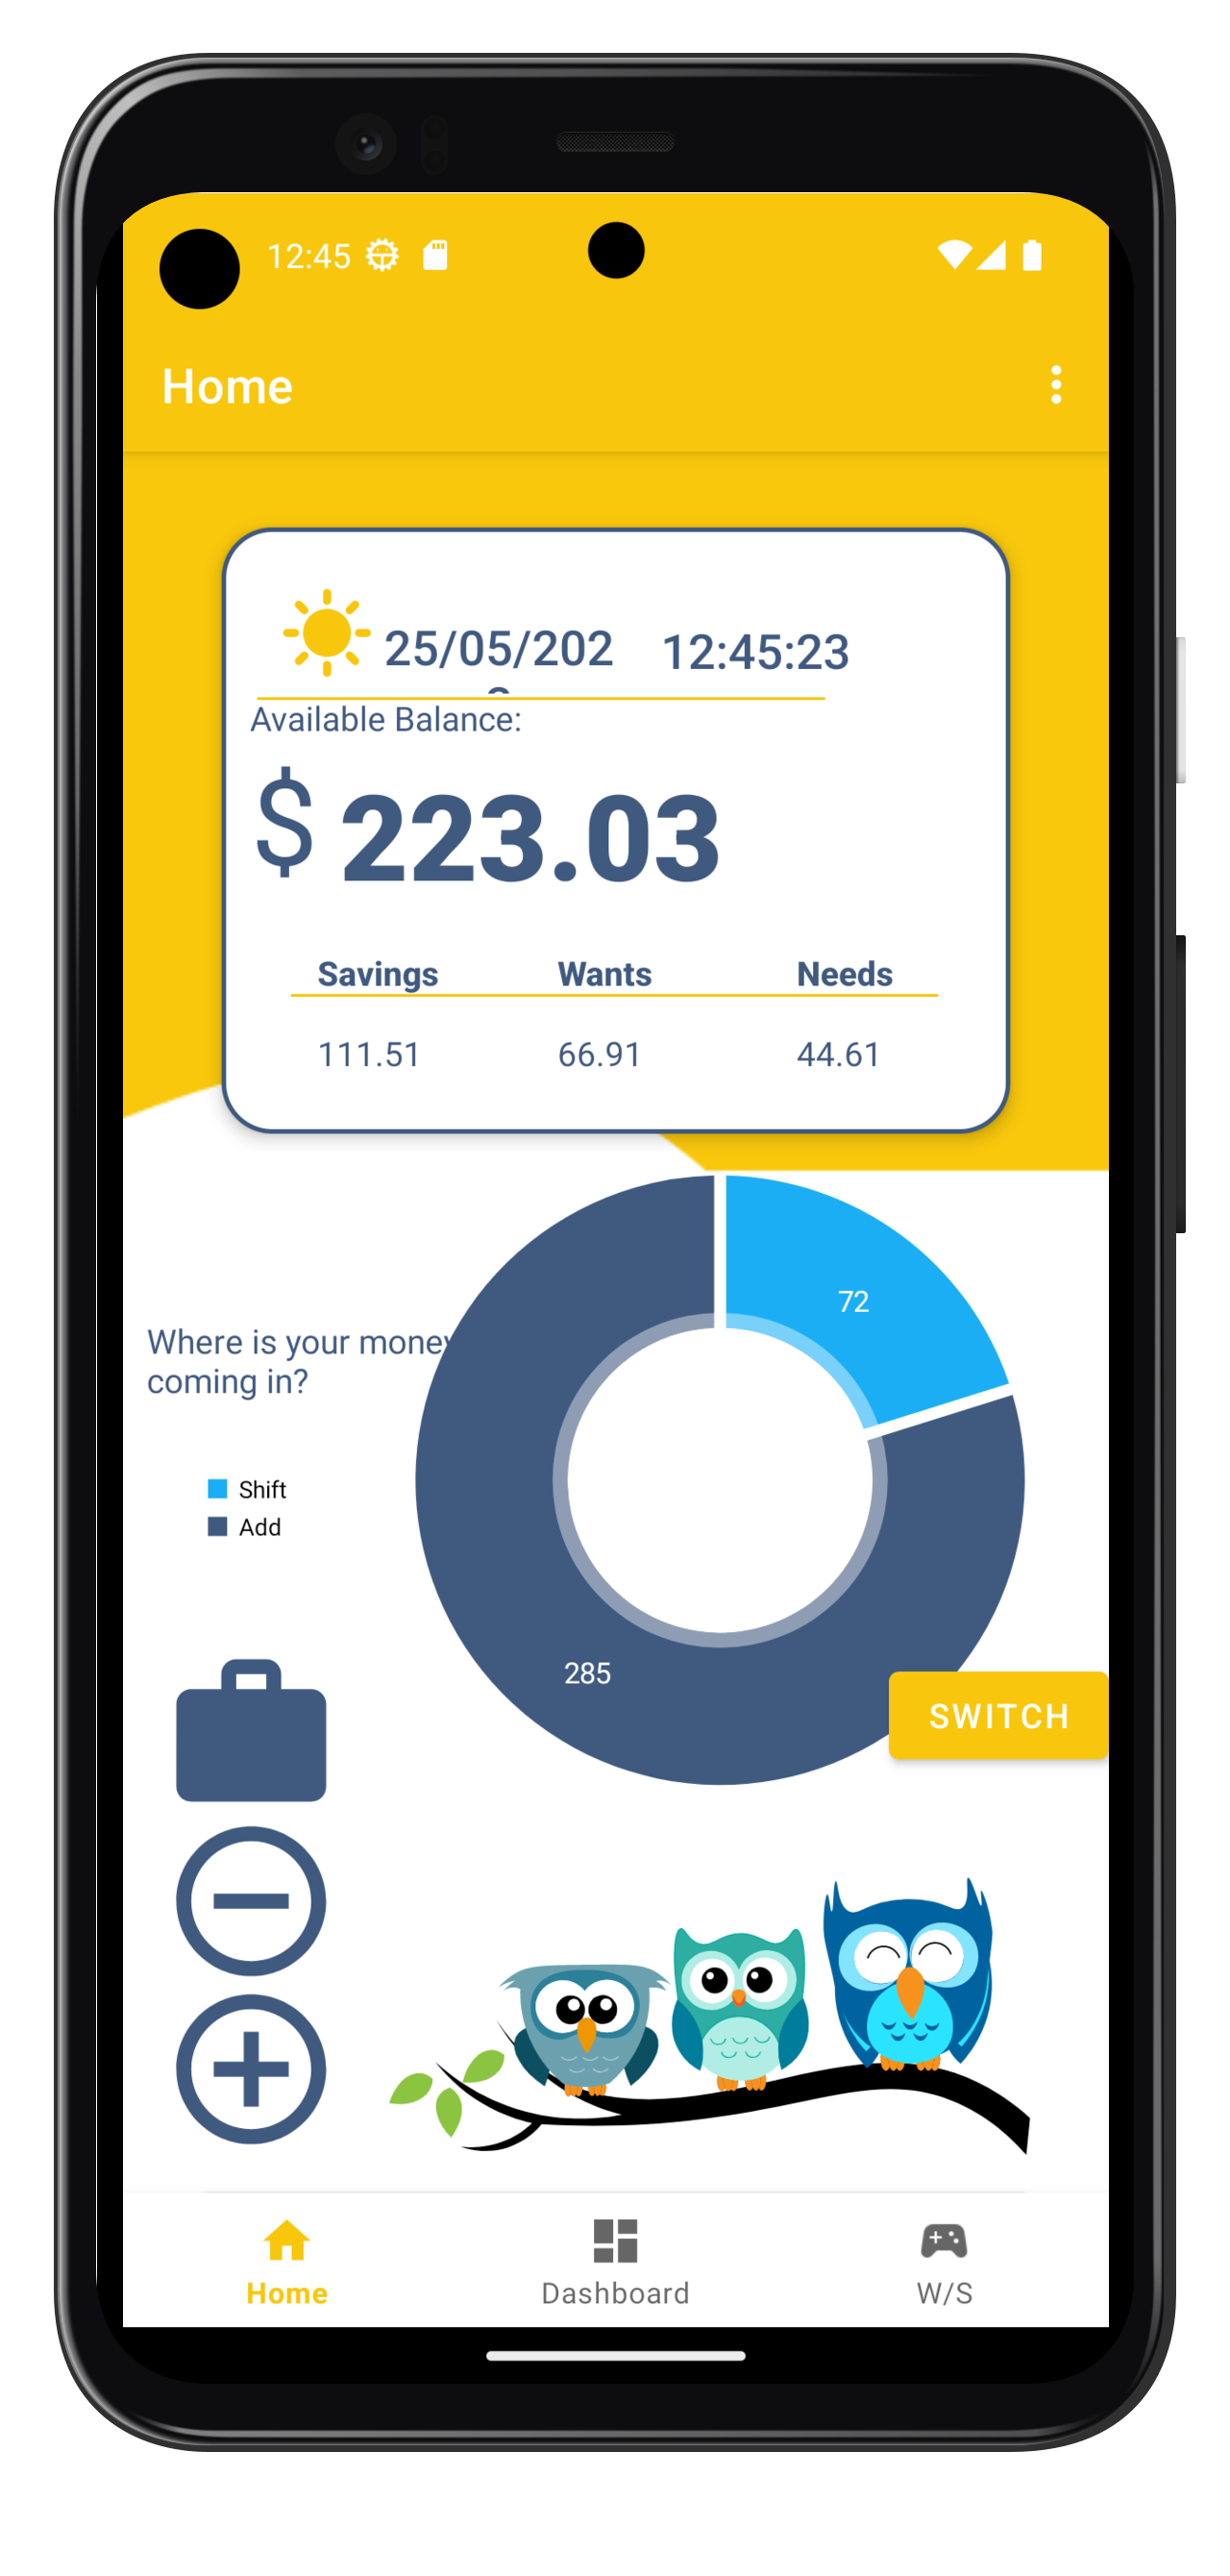 12:45
Home
25/05/202 12:45:23
Available Balance:
$ 223.03
Savings Wants Needs
111.51 66.91 44.61
72
Where is your money
coming in?
Shift
Add
285
SWITCH
Home Dashboard W/S